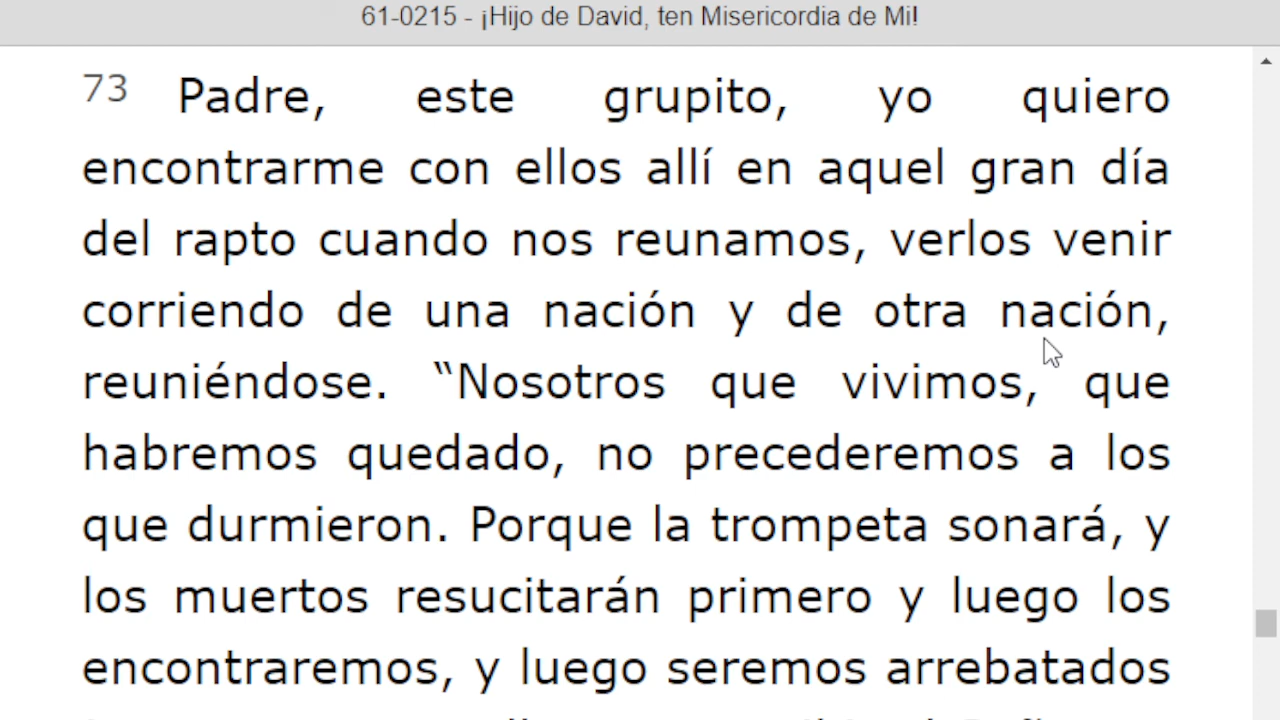 61-0215 - ¡Hijo de David, ten Misericordia de Mi!
73 Padre, este grupito, yo quiero
encontrarme con ellos allí en aquel gran día
del rapto cuando nos reunamos, verlos venir
corriendo de una nación y de otra nación,
reuniéndose. “Nosotros que vivimos, que
habremos quedado, no precederemos a los
que durmieron. Porque la trompeta sonará, y
los muertos resucitarán primero y luego los
encontraremos, y luego seremos arrebatados